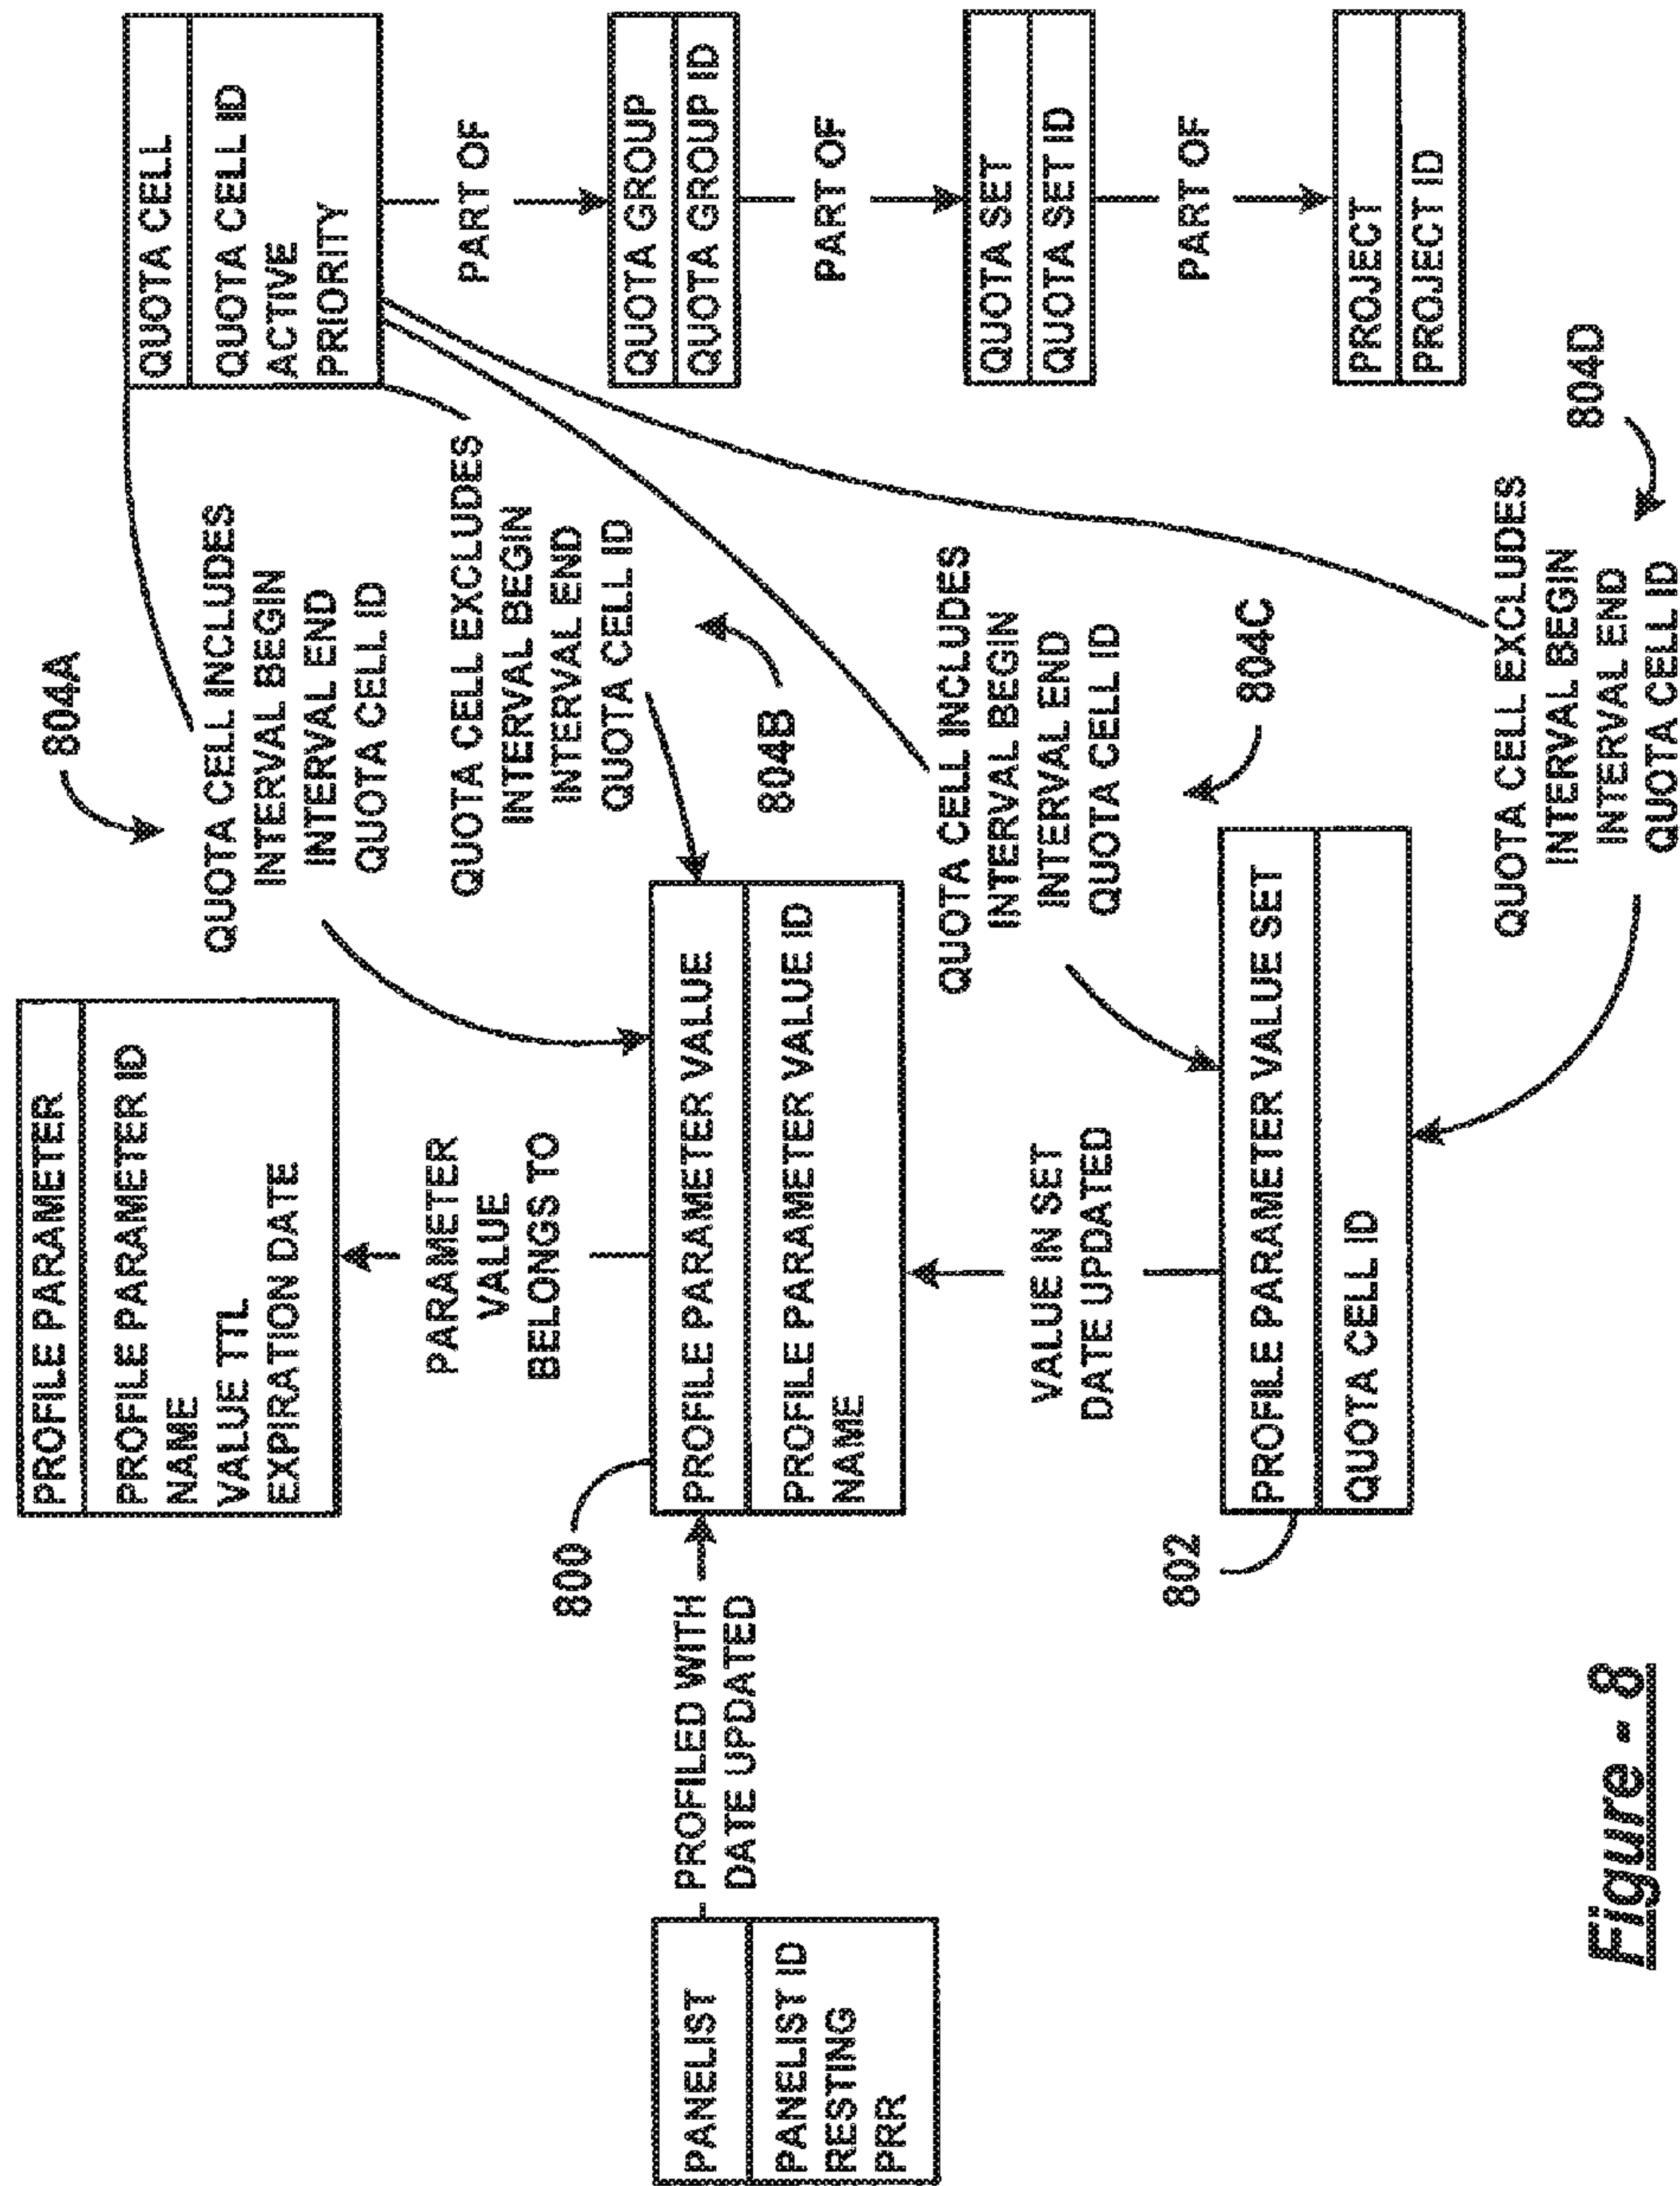 804A
PROFILE PARAMETER
PROFILE PARAMETER ID
NAME
VALUE TTL
EXPIRATION DATE
QUOTA CELL INCLUDES
INTERVAL BEGIN
INTERVAL END
QUOTA CELL ID
QUOTA CELL
QUOTA CELL ID
ACTIVE
PRIORITY
PARAMETER
VALUE
BELONGS TO
QUOTA CELL EXCLUDES
INTERVAL BEGIN
INTERVAL END
QUOTA CELL ID
804B
PART OF
800
PANELIST
PANELIST ID
RESTING
PRR
PROFILED WITH
DATE UPDATED
PROFILE PARAMETER VALUE
PROFILE PARAMETER VALUE ID
NAME
QUOTA GROUP
QUOTA GROUP ID
PART OF
VALUE IN SET
DATE UPDATED
QUOTA CELL INCLUDES
INTERVAL BEGIN
INTERVAL END
QUOTA CELL ID
804C
QUOTA SET
QUOTA SET ID
PART OF
802
PROFILE PARAMETER VALUE SET
QUOTA CELL ID
PROJECT
PROJECT ID
804D
QUOTA CELL EXCLUDES
INTERVAL BEGIN
INTERVAL END
QUOTA CELL ID
Figure - 8